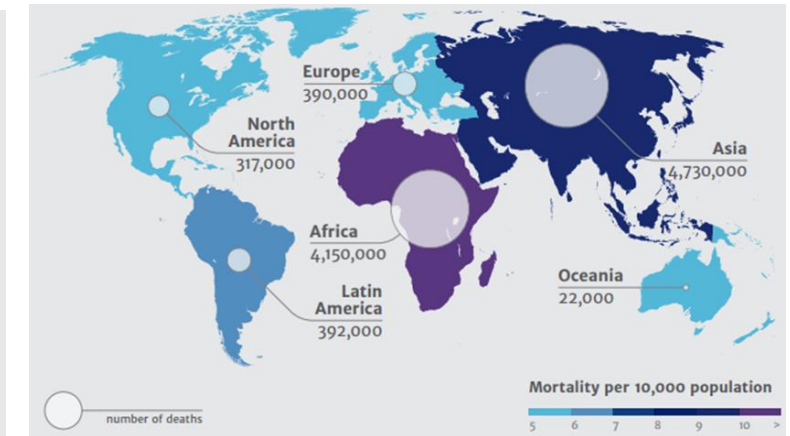 Europe
390,000
North
America
317,000
Asia
4,730,000
Africa
4,150,000
Oceania
22,000
Latin
America
392,000
Mortality per 10,000 population
5 6 7 8 9 10 >
number of deaths